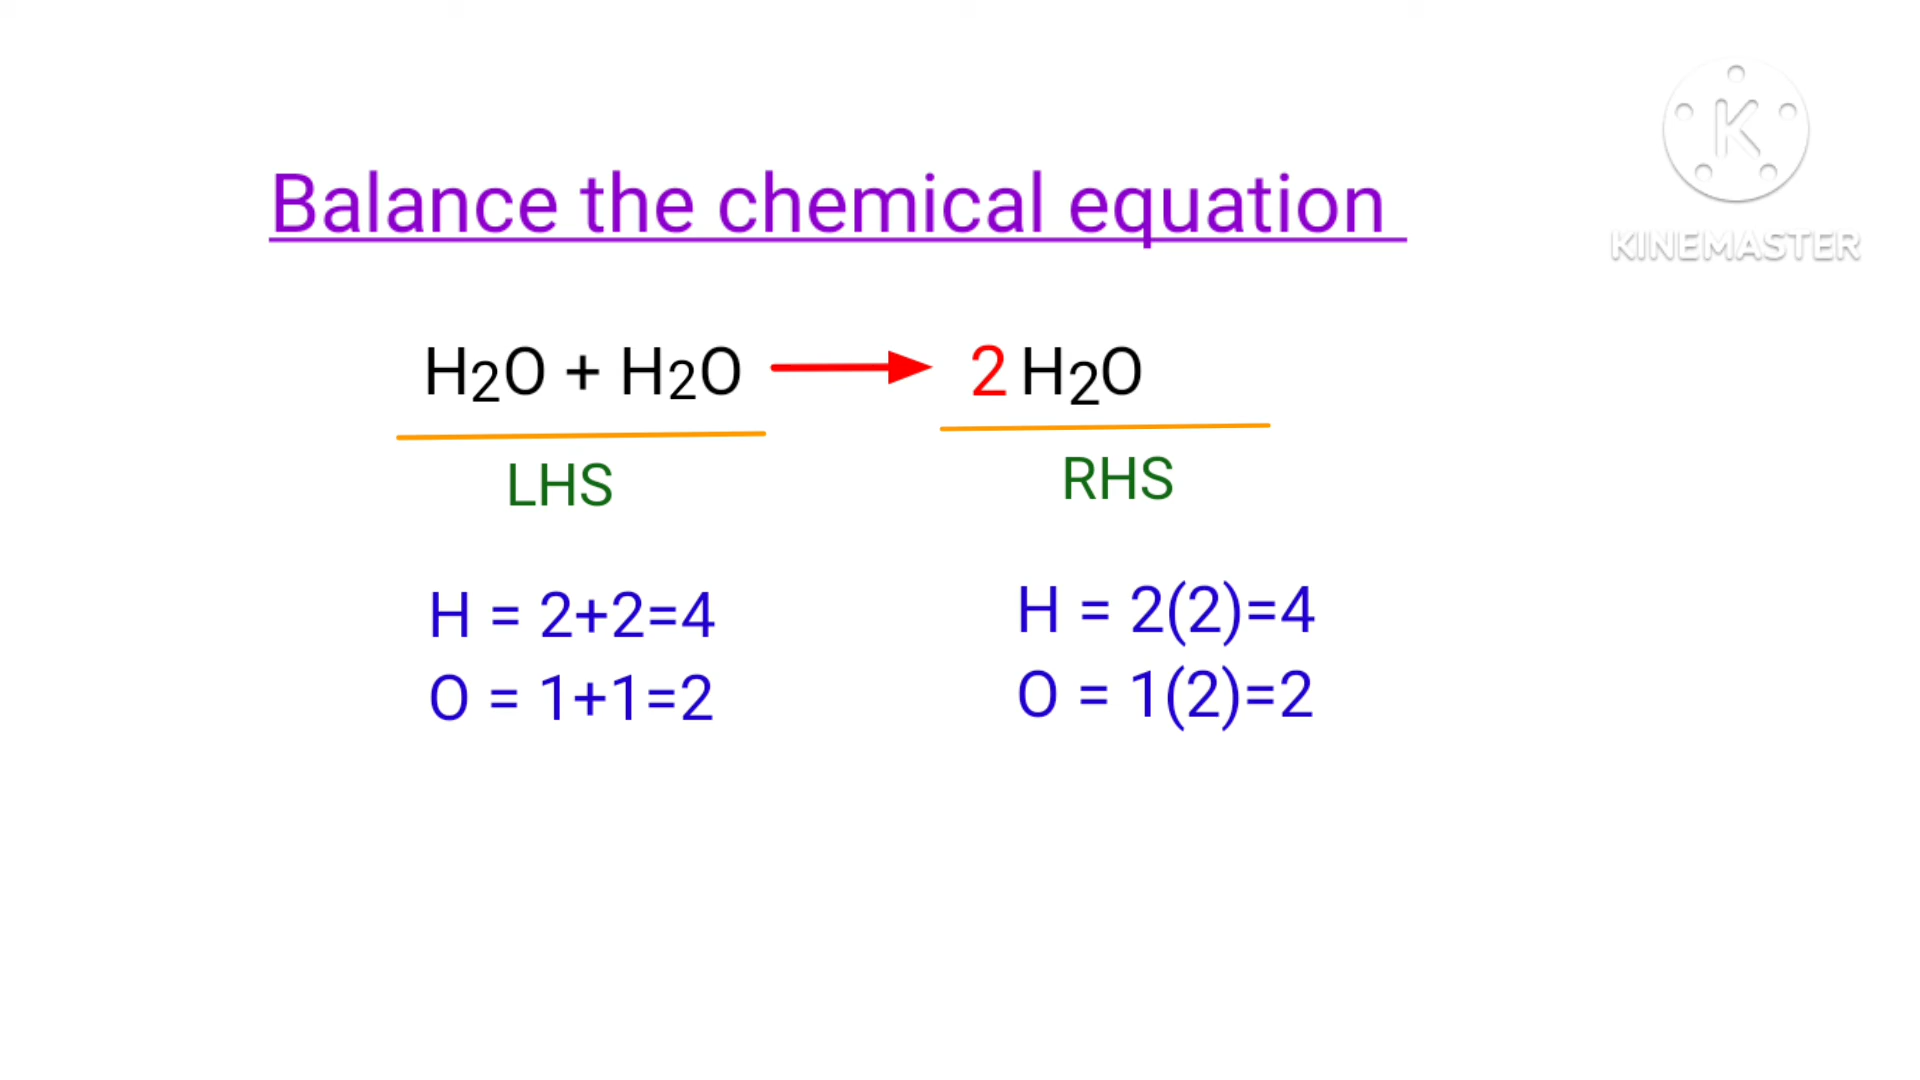 Balance the chemical equation
K
KINEMASTER
H2O + H2O → 2 H2O
LHS RHS
H = 2+2=4 H = 2(2)=4
O = 1+1=2 O = 1(2)=2